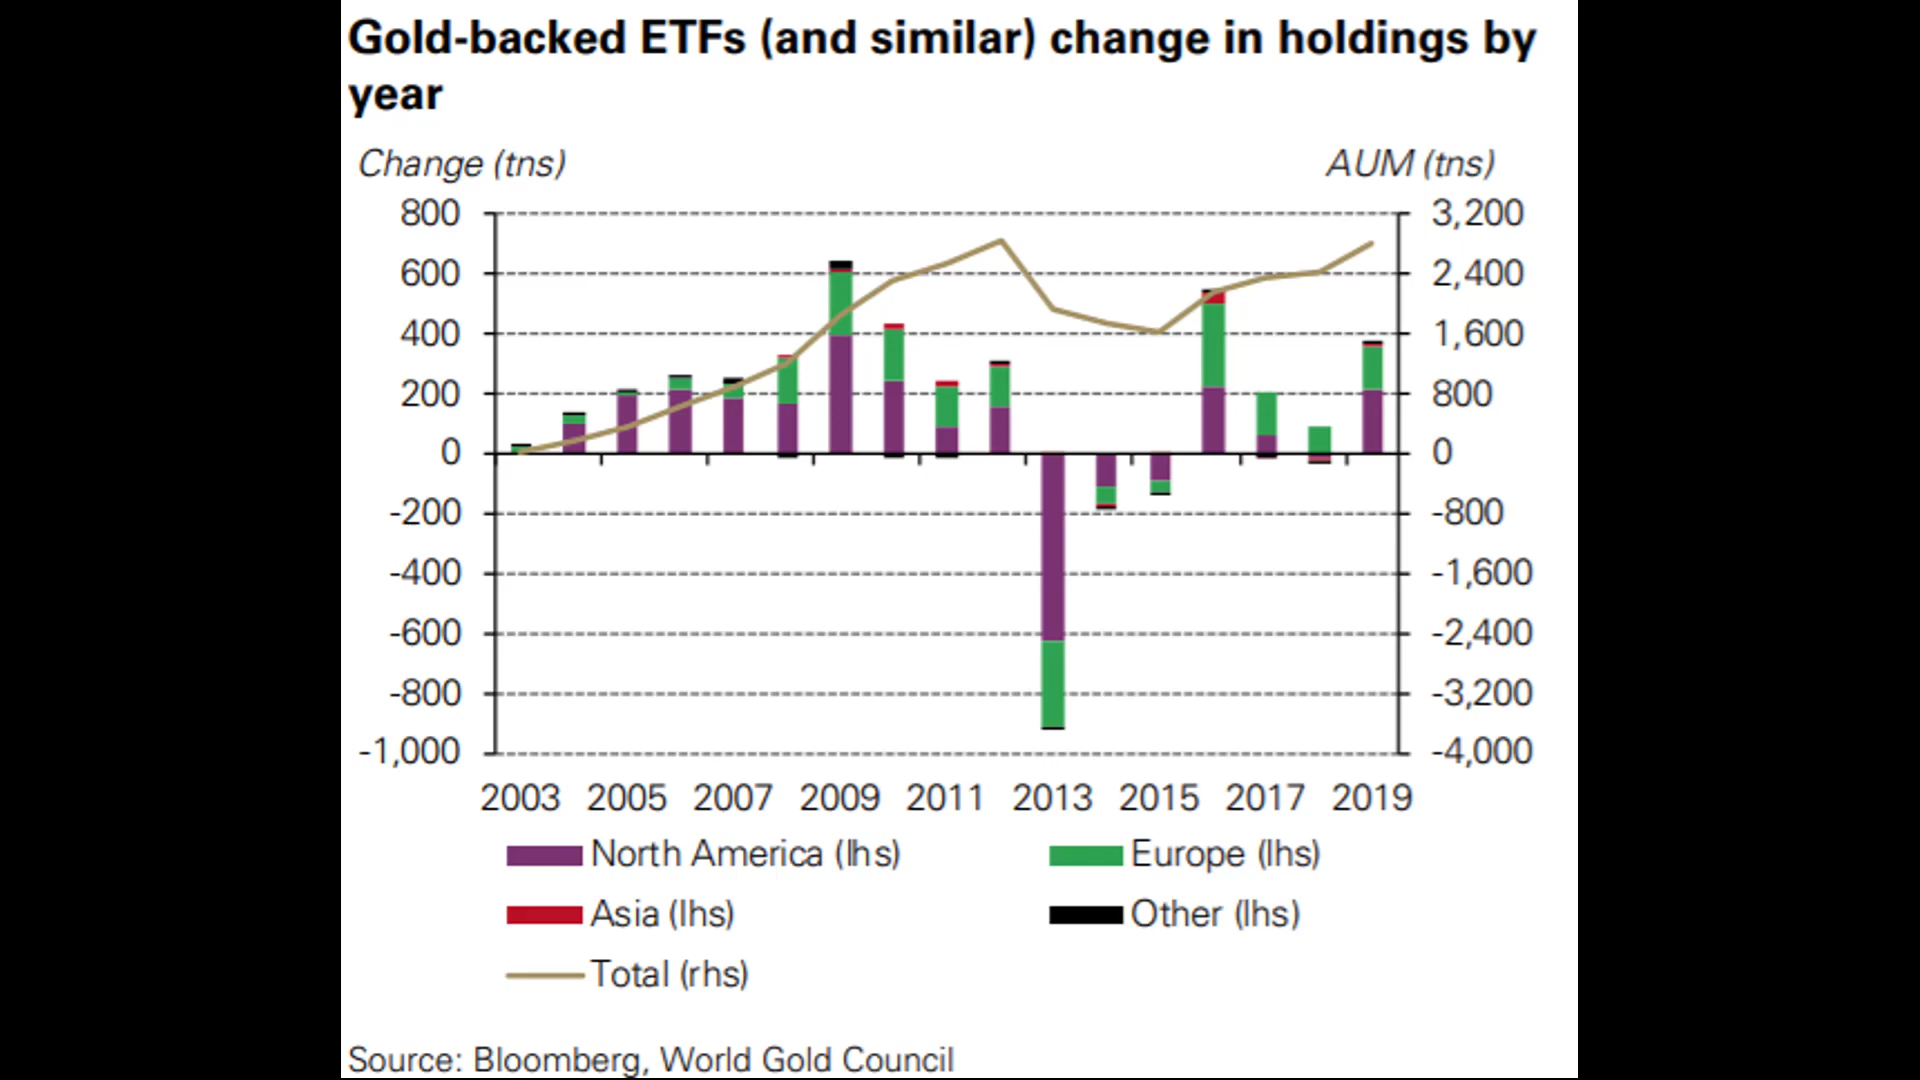 Gold-backed ETFs (and similar) change in holdings by
year
Change (tns)
AUM (tns)
800
3,200
600
2,400
400
1,600
200
800
0
0
-200
-800
-400
-1,600
-600
-2,400
-800
-3,200
-1,000
-4,000
2003 2005 2007 2009 2011 2013 2015 2017 2019
North America (lhs)
Europe (lhs)
Asia (lhs)
Other (lhs)
Total (rhs)
Source: Bloomberg, World Gold Council